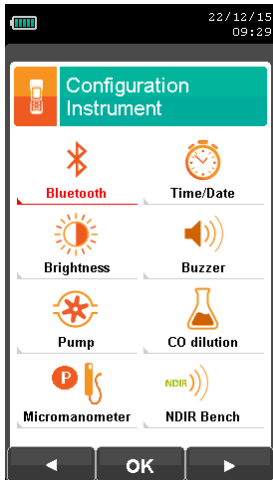 22/12/15
09:29
Configuration
Instrument
Bluetooth
Time/Date
Brightness
Buzzer
Pump
CO dilution
P
NDIR
Micromanometer
NDIR Bench
OK